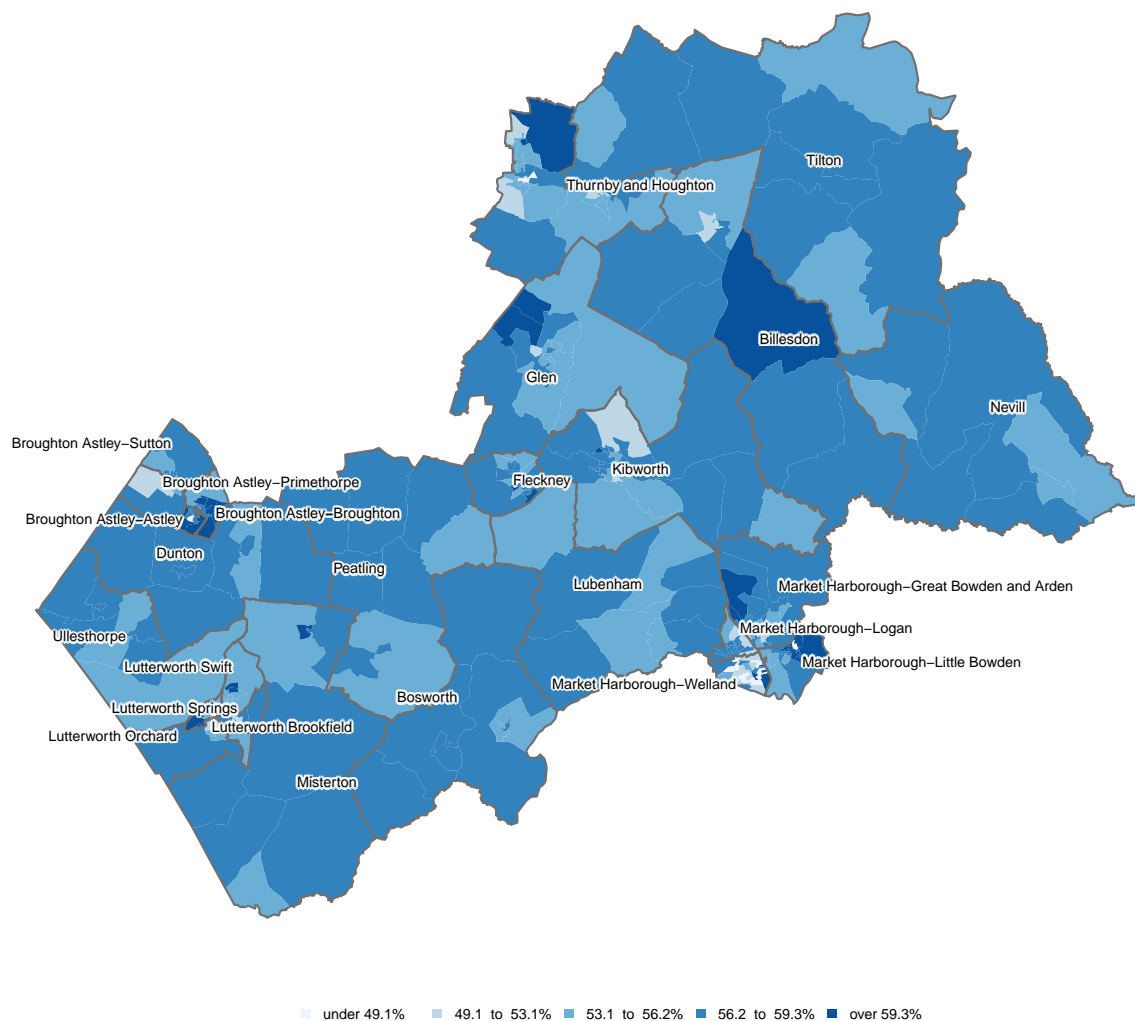 Tilton
Thurnby and Houghton
Billesdon
Glen
Nevill
Broughton Astley−Sutton
Kibworth
Fleckney
Broughton Astley−Primethorpe
Broughton Astley−Astley
Broughton Astley−Broughton
Dunton
Peatling
Lubenham
Market Harborough−Great Bowden and Arden
Market Harborough−Logan
Ullesthorpe
Market Harborough−Little Bowden
Lutterworth Swift
Market Harborough−Welland
Bosworth
Lutterworth Springs
Lutterworth Brookfield
Lutterworth Orchard
Misterton
under 49.1% 49.1 to 53.1% 53.1 to 56.2% 56.2 to 59.3% over 59.3%